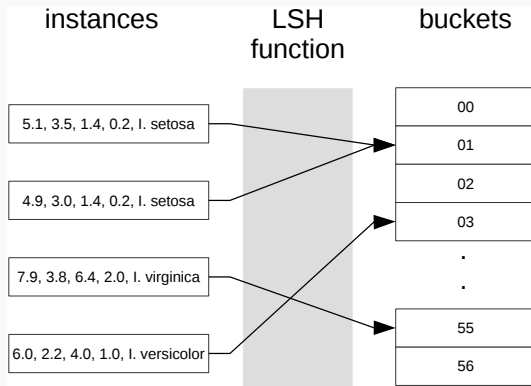 instances
LSH
function
buckets
5.1, 3.5, 1.4, 0.2, I. setosa
4.9, 3.0, 1.4, 0.2, I. setosa
7.9, 3.8, 6.4, 2.0, I. virginica
6.0, 2.2, 4.0, 1.0, I. versicolor
00
01
02
03
.
.
55
56